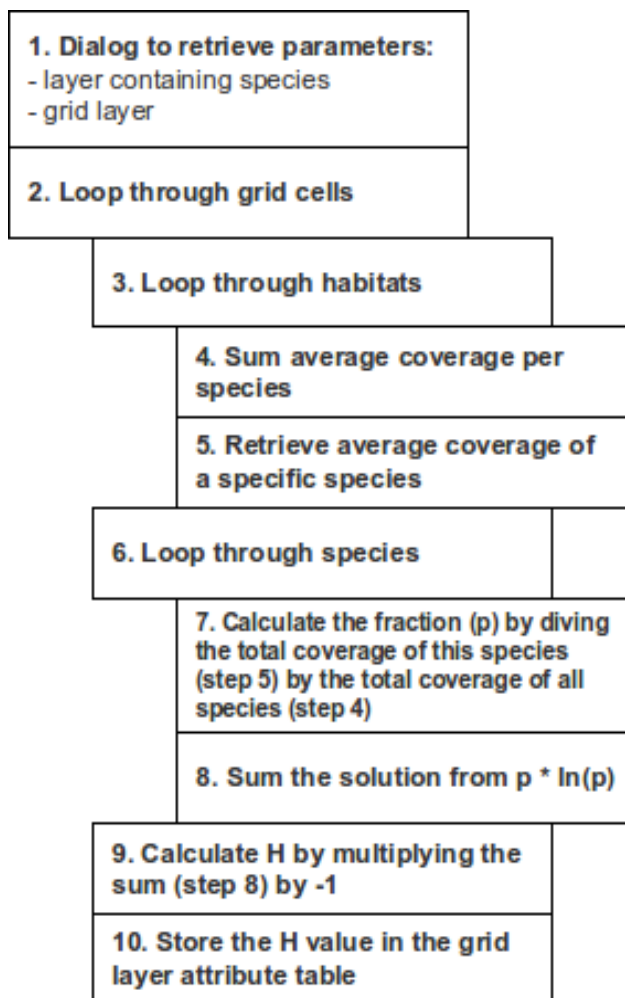 1. Dialog to retrieve parameters:
- layer containing species
- grid layer
2. Loop through grid cells
3. Loop through habitats
4. Sum average coverage per
species
5. Retrieve average coverage of
a specific species
6. Loop through species
7. Calculate the fraction (p) by diving
the total coverage of this species
(step 5) by the total coverage of all
species (step 4)
8. Sum the solution from p * ln(p)
9. Calculate H by multiplying the
sum (step 8) by -1
10. Store the H value in the grid
layer attribute table